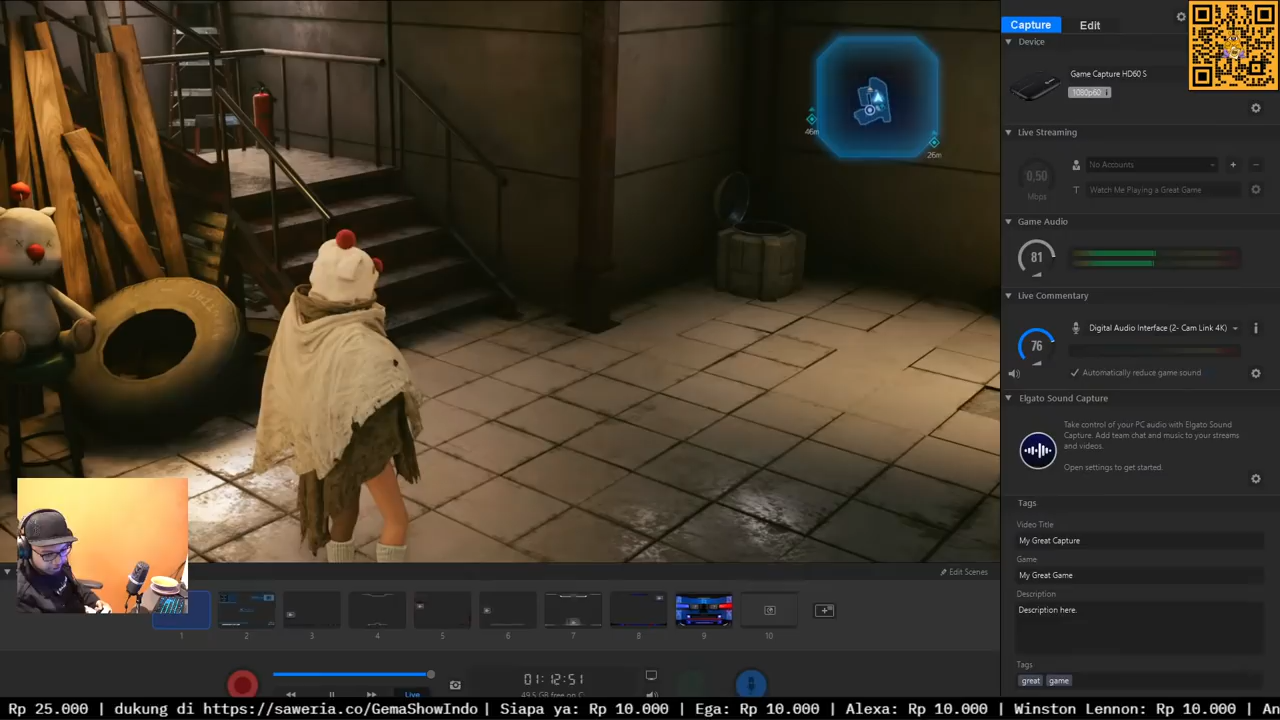 Capture Edit
Device
Game Capture HD60 S
1080p60
46m
26m
Live Streaming
0,50
Mbps
No Accounts
Watch Me Playing a Great Game
Game Audio
81
Live Commentary
76
Digital Audio Interface (2- Cam Link 4K)
Automatically reduce game sound
Elgato Sound Capture
Take control of your PC audio with Elgato Sound
Capture. Add team chat and music to your streams
and videos.
Open settings to get started.
Tags
Video Title
My Great Capture
Game
My Great Game
Description
Description here.
Tags
great game
Edit Scenes
1 2 3 4 5 6 7 8 9 10
01:12:51
49.5 GB free on C:
Live
Rp 25.000 | dukung di https://saweria.co/GemaShowIndo | Siapa ya: Rp 10.000 | Ega: Rp 10.000 | Alexa: Rp 10.000 | Winston Lennon: Rp 10.000 | An